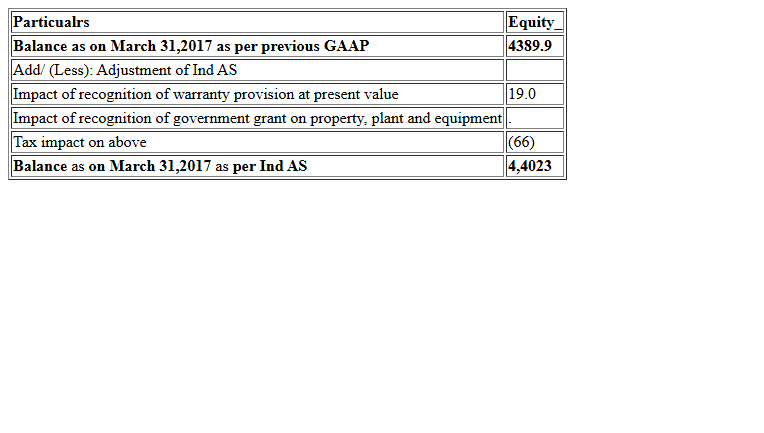 Particualrs Equity_
Balance as on March 31,2017 as per previous GAAP 4389.9
Add/ (Less): Adjustment of Ind AS
Impact of recognition of warranty provision at present value 19.0
Impact of recognition of government grant on property, plant and equipment .
Tax impact on above (66)
Balance as on March 31,2017 as per Ind AS 4,4023